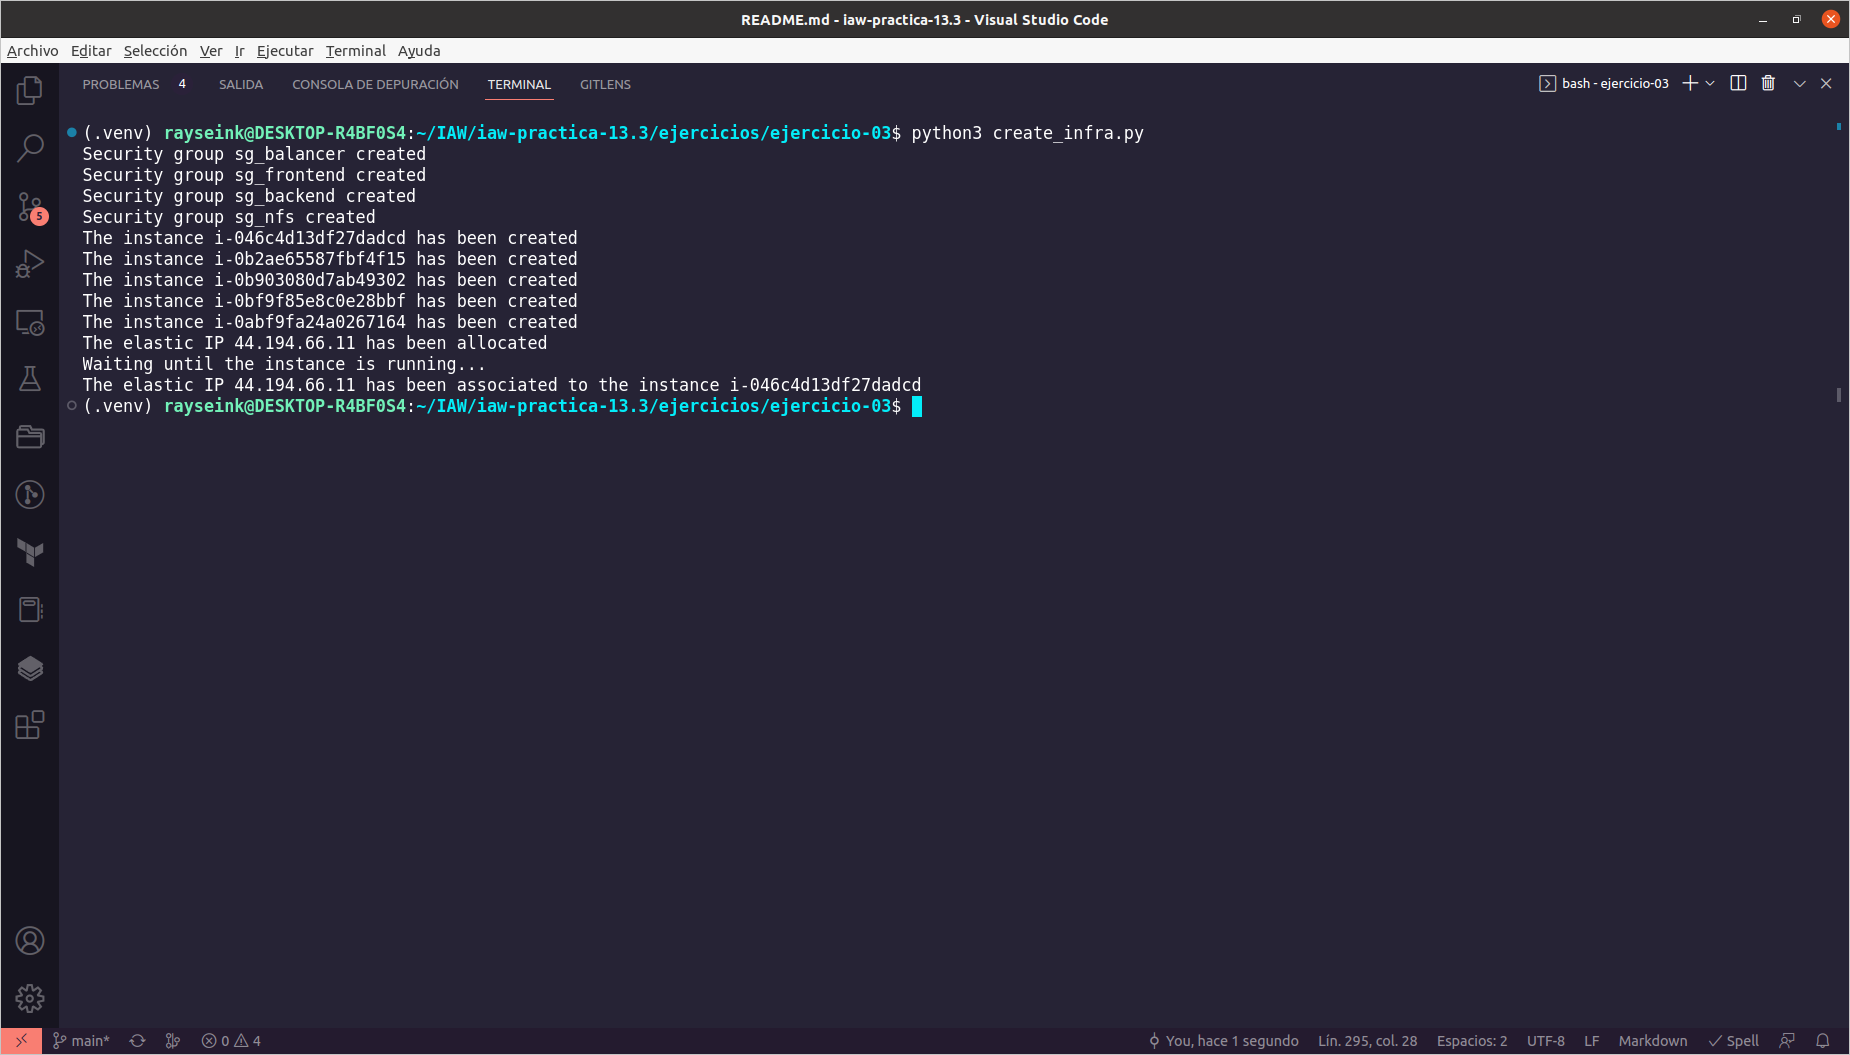 README.md - iaw-practica-13.3 - Visual Studio Code
Archivo Editar Selección Ver Ir Ejecutar Terminal Ayuda
PROBLEMAS 4 SALIDA CONSOLA DE DEPURACIÓN TERMINAL GITLENS bash - ejercicio-03
(.venv) rayseink@DESKTOP-R4BF0S4:~/IAW/iaw-practica-13.3/ejercicios/ejercicio-03$ python3 create_infra.py
Security group sg_balancer created
Security group sg_frontend created
Security group sg_backend created
Security group sg_nfs created
The instance i-046c4d13df27dadcd has been created
The instance i-0b2ae65587fbf4f15 has been created
The instance i-0b903080d7ab49302 has been created
The instance i-0bf9f85e8c0e28bbf has been created
The instance i-0abf9fa24a0267164 has been created
The elastic IP 44.194.66.11 has been allocated
Waiting until the instance is running...
The elastic IP 44.194.66.11 has been associated to the instance i-046c4d13df27dadcd
(.venv) rayseink@DESKTOP-R4BF0S4:~/IAW/iaw-practica-13.3/ejercicios/ejercicio-03$
5
main* 0 4 You, hace 1 segundo Lín. 295, col. 28 Espacios: 2 UTF-8 LF Markdown Spell